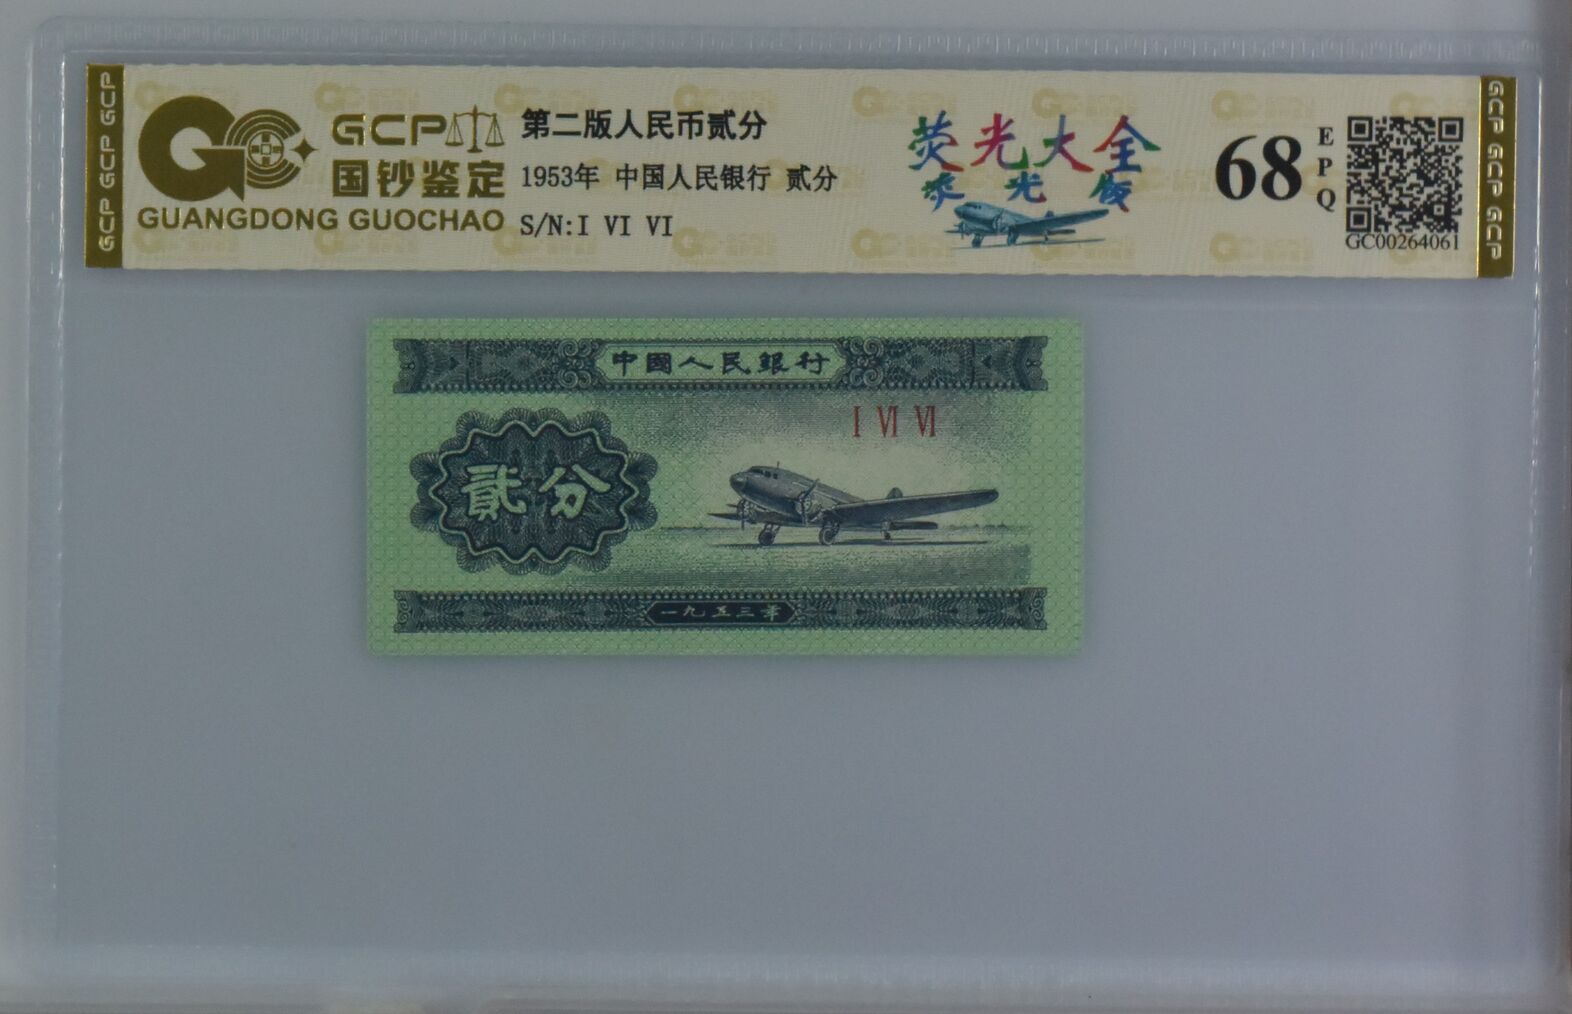 GCP GCP GCP
GCP
国钞鉴定
GUANGDONG GUOCHAO
第二版人民币贰分
1953年 中国人民银行 贰分
S/N:I VI VI
荧光大全
荧光版
68
EPQ
GC00264061
GCP GCP GCP
中國人民銀行
I VI VI
貳分
一九五三年